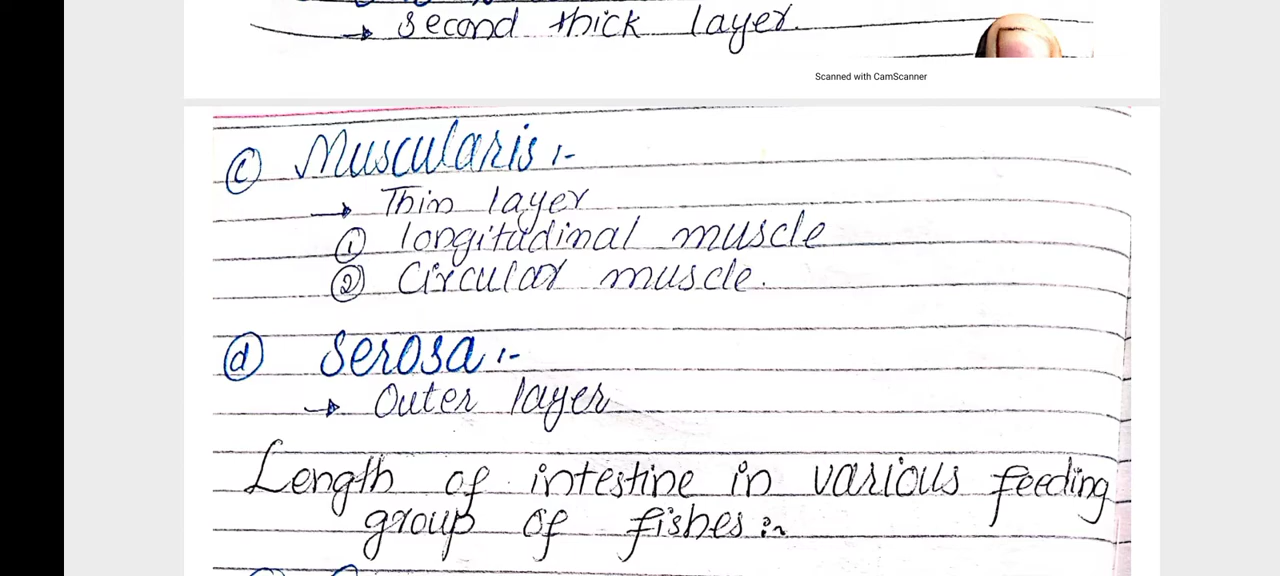 → Second thick layer.
Scanned with CamScanner
ⓒ Muscularis :-
→ Thin layer
① longitudinal muscle
② Circular muscle.
ⓓ Serosa :-
→ Outer layer
Length of intestine in various feeding
group of fishes :~